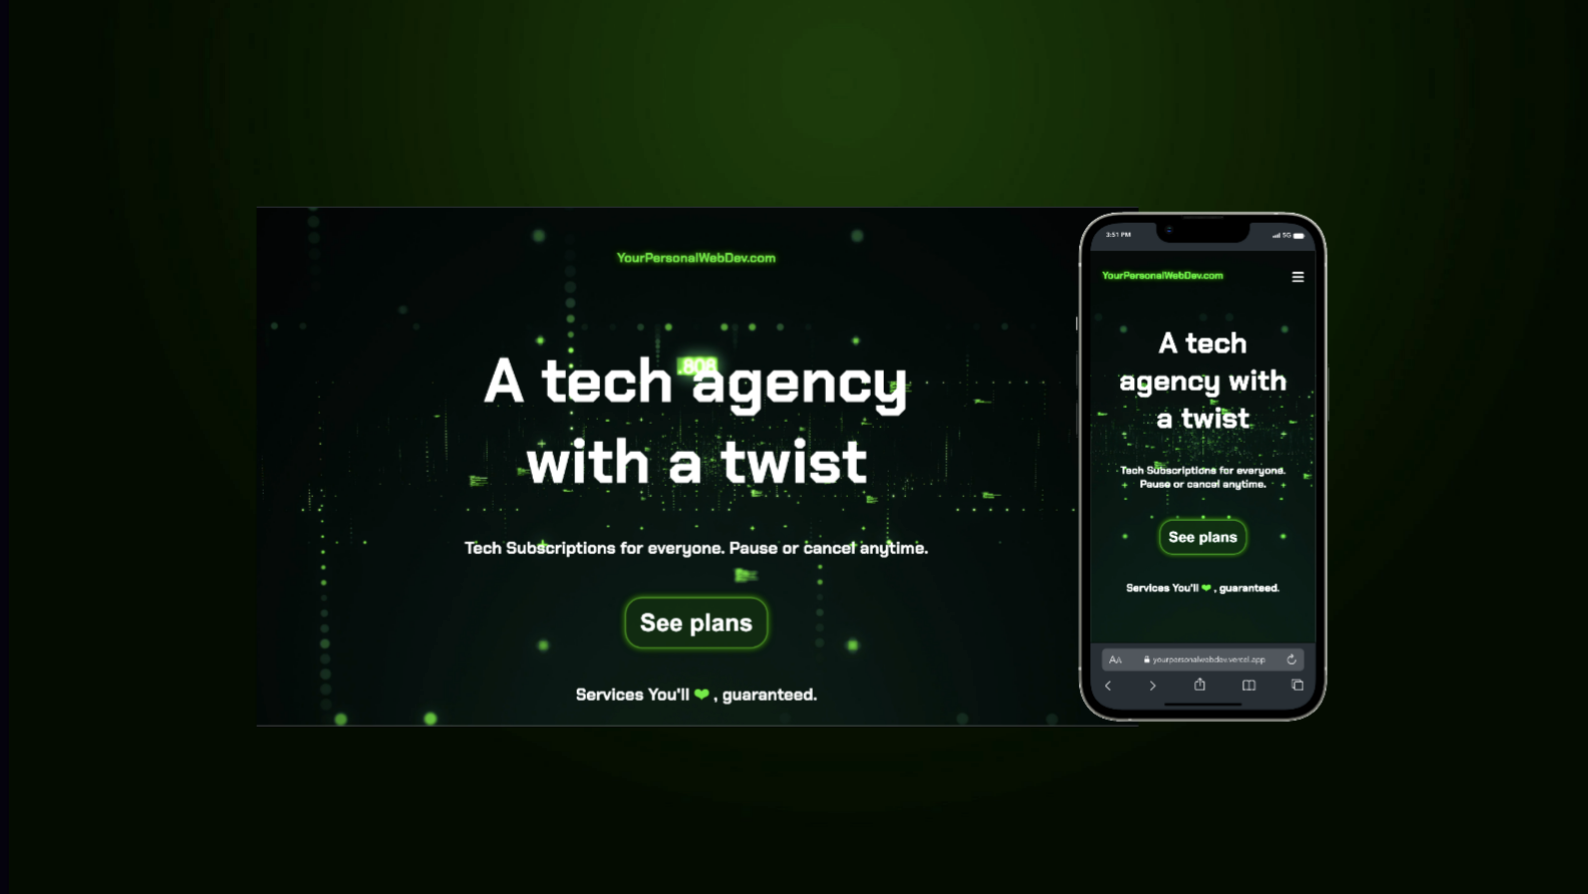 YourPersonalWebDev.com
.808
A tech agency
with a twist
Tech Subscriptions for everyone. Pause or cancel anytime.
See plans
Services You'll ❤ , guaranteed.
3:51 PM
5G
YourPersonalWebDev.com
A tech
agency with
a twist
Tech Subscriptions for everyone.
Pause or cancel anytime.
See plans
Services You'll ❤ , guaranteed.
AA
yourpersonalwebdev.vercel.app